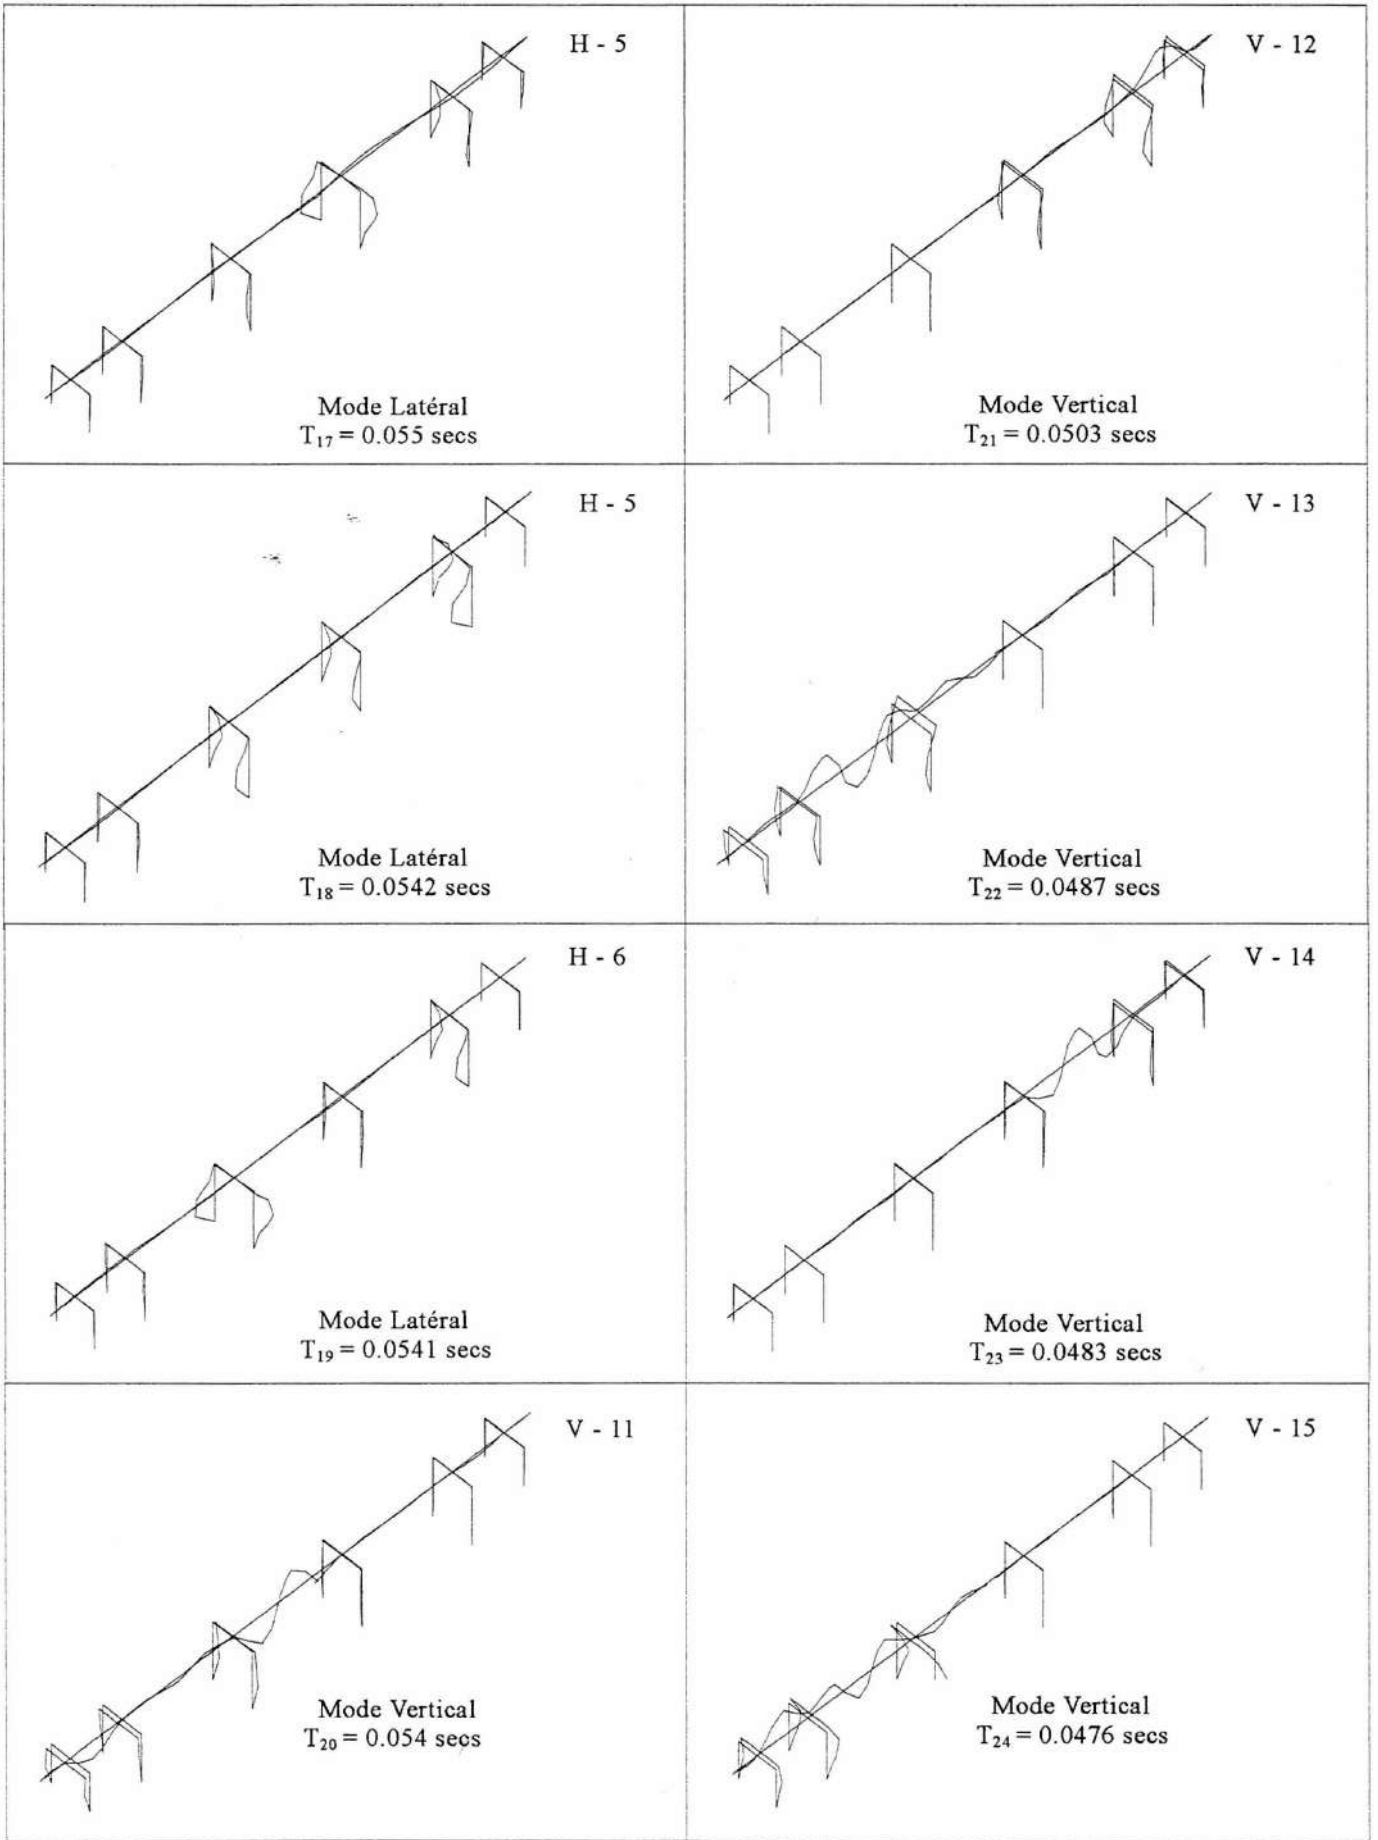 H - 5
Mode Latéral
T17 = 0.055 secs
V - 12
Mode Vertical
T21 = 0.0503 secs
H - 5
Mode Latéral
T18 = 0.0542 secs
V - 13
Mode Vertical
T22 = 0.0487 secs
H - 6
Mode Latéral
T19 = 0.0541 secs
V - 14
Mode Vertical
T23 = 0.0483 secs
V - 11
Mode Vertical
T20 = 0.054 secs
V - 15
Mode Vertical
T24 = 0.0476 secs